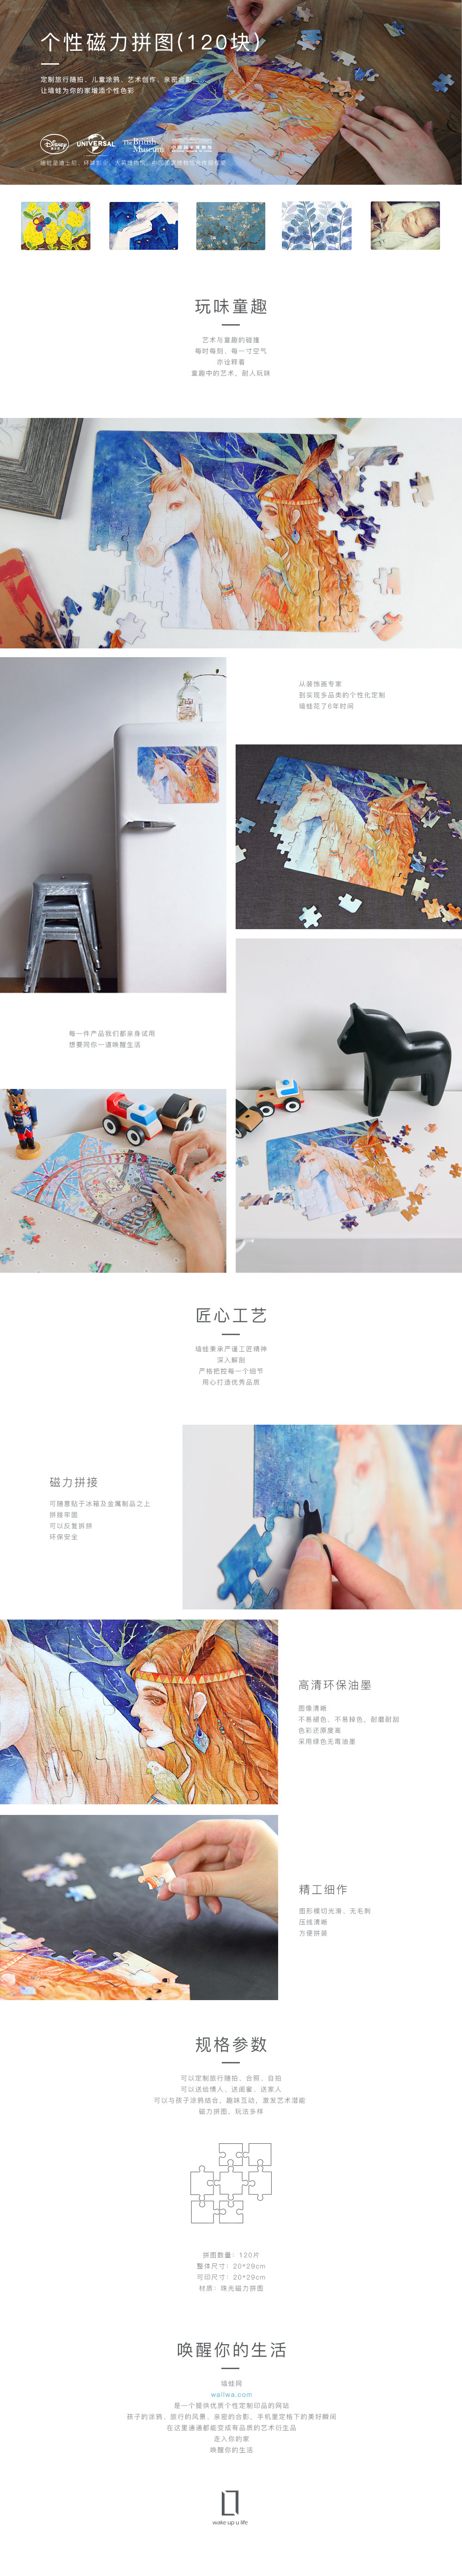 个性磁力拼图(120块)
定制旅行随拍、儿童涂鸦、艺术创作、亲密合影……
让墙蛙为你的家增添个性色彩
Disney
UNIVERSAL
The British
Museum
墙蛙是迪士尼、环球影业、大英博物馆、中国国家博物馆
玩味童趣
艺术与童趣的碰撞
每时每刻、每一寸空气
亦诠释着
童趣中的艺术，耐人玩味
从装饰画专家
到实现多品类的个性化定制
墙蛙花了6年时间
每一件产品我们都亲身试用
想要同你一道唤醒生活
匠心工艺
墙蛙秉承严谨工匠精神
深入解剖
严格把控每一个细节
用心打造优秀品质
磁力拼接
可随意贴于冰箱及金属制品之上
拼接牢固
可以反复拆拼
环保安全
高清环保油墨
图像清晰
不易褪色、不易掉色，耐磨耐刮
色彩还原度高
采用绿色无毒油墨
精工细作
图形模切光滑、无毛刺
压线清晰
方便拼装
规格参数
可以定制旅行随拍、合照、自拍
可以送给情人、送闺蜜、送家人
可以与孩子涂鸦结合，趣味互动，激发艺术潜能
磁力拼图，玩法多样
拼图数量：120片
整体尺寸：20*29cm
可印尺寸：20*29cm
材质：珠光磁力拼图
唤醒你的生活
墙蛙网
wallwa.com
是一个提供优质个性定制印品的网站
孩子的涂鸦、旅行的风景、亲密的合影、手机里定格下的美好瞬间
在这里通通都能变成有品质的艺术衍生品
走入你的家
唤醒你的生活
wake up u life